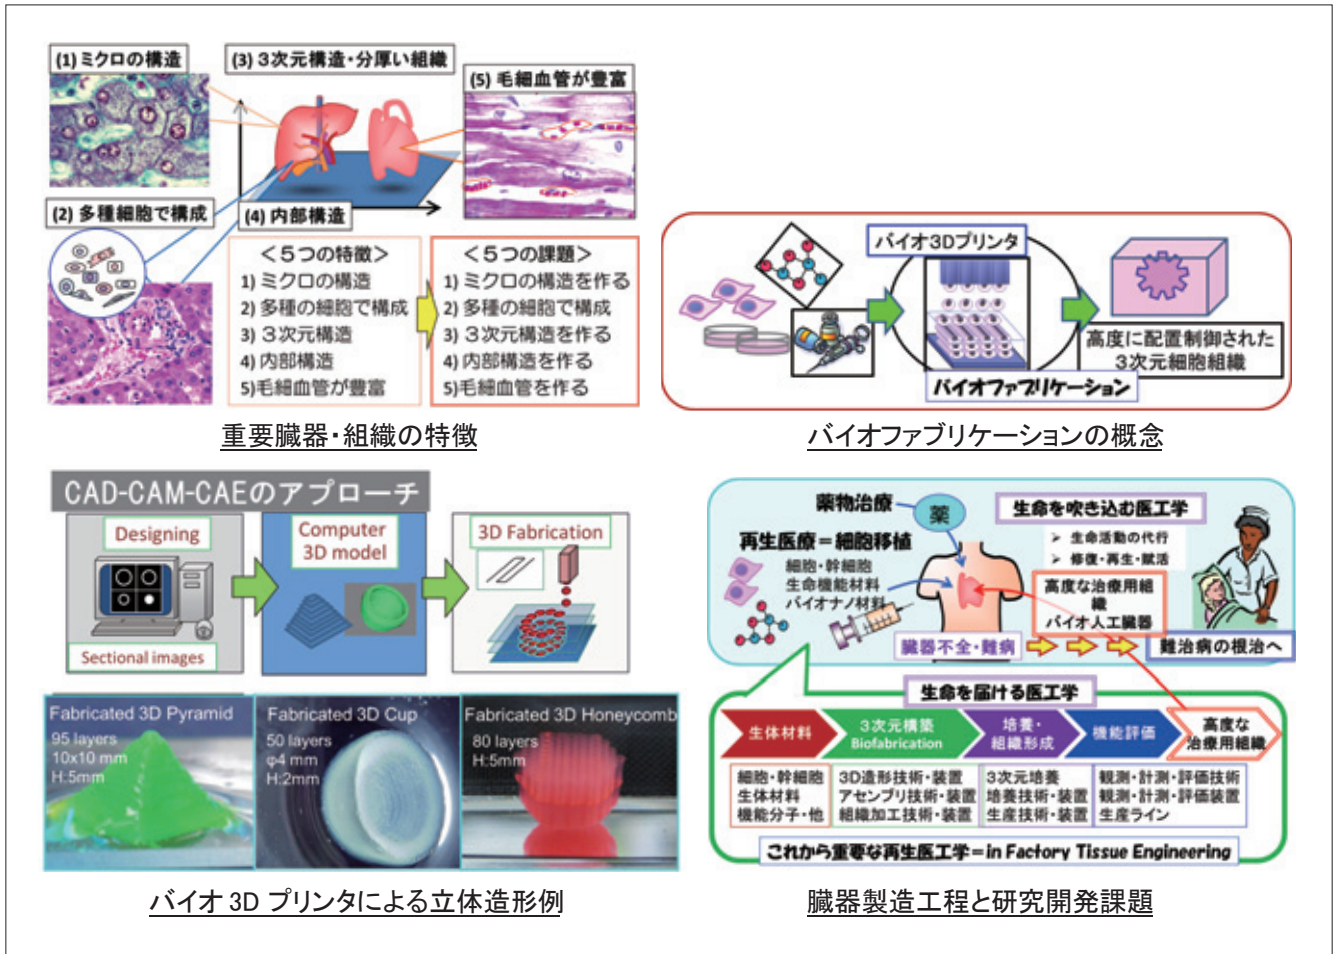 (1) ミクロの構造
(3) 3次元構造・分厚い組織
(5) 毛細血管が豊富
(2) 多種細胞で構成
(4) 内部構造
＜5つの特徴＞
1) ミクロの構造
2) 多種の細胞で構成
3) 3次元構造
4) 内部構造
5)毛細血管が豊富
＜5つの課題＞
1) ミクロの構造を作る
2) 多種の細胞で構成
3) 3次元構造を作る
4) 内部構造を作る
5)毛細血管を作る
重要臓器・組織の特徴
バイオ3Dプリンタ
高度に配置制御された
3次元細胞組織
バイオファブリケーション
バイオファブリケーションの概念
CAD-CAM-CAEのアプローチ
Designing
Sectional images
Computer
3D model
3D Fabrication
Fabricated 3D Pyramid
95 layers
10x10 mm
H:5mm
Fabricated 3D Cup
50 layers
φ4 mm
H:2mm
Fabricated 3D Honeycomb
80 layers
H:5mm
バイオ 3D プリンタによる立体造形例
薬物治療
薬
生命を吹き込む医工学
➢ 生命活動の代行
➢ 修復・再生・賦活
再生医療＝細胞移植
細胞・幹細胞
生命機能材料
バイオナノ材料
高度な治療用組
織
バイオ人工臓器
臓器不全・難病
難治病の根治へ
生命を届ける医工学
生体材料
3次元構築
Biofabrication
培養・
組織形成
機能評価
高度な
治療用組織
細胞・幹細胞
生体材料
機能分子・他
3D造形技術・装置
アセンブリ技術・装置
組織加工技術・装置
3次元培養
培養技術・装置
生産技術・装置
観測・計測・評価技術
観測・計測・評価装置
生産ライン
これから重要な再生医工学＝in Factory Tissue Engineering
臓器製造工程と研究開発課題